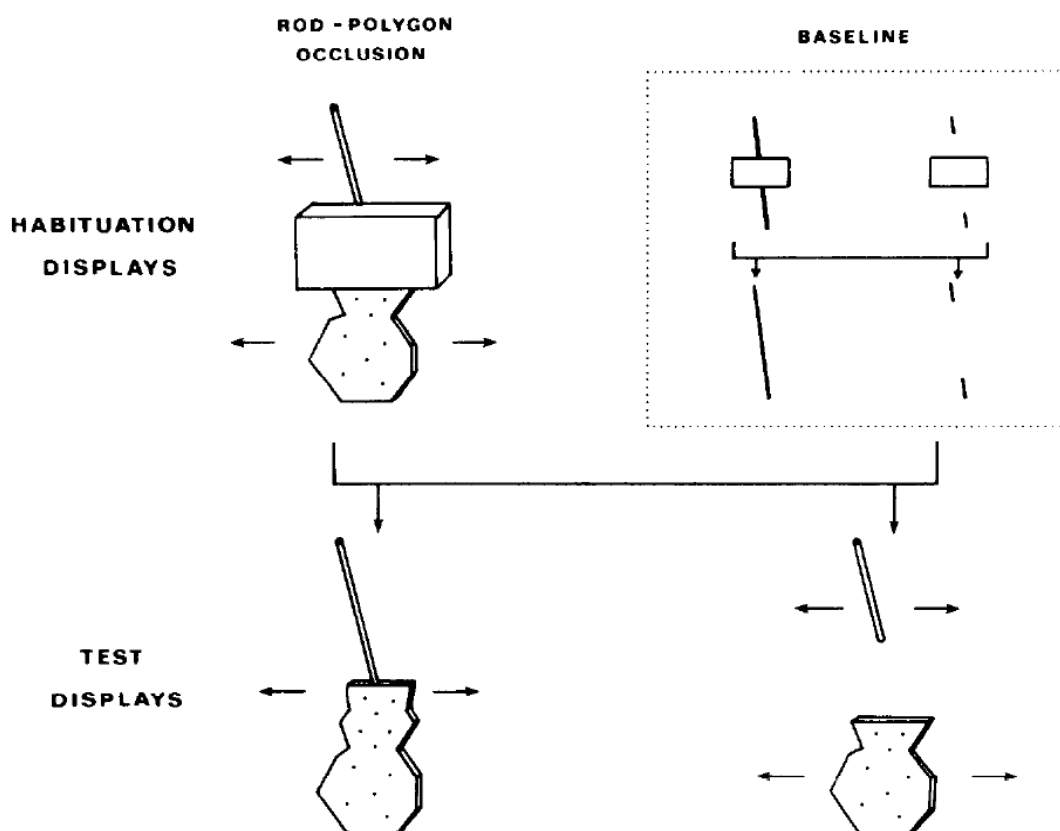 ROD - POLYGON
OCCLUSION
BASELINE
HABITUATION
DISPLAYS
TEST
DISPLAYS